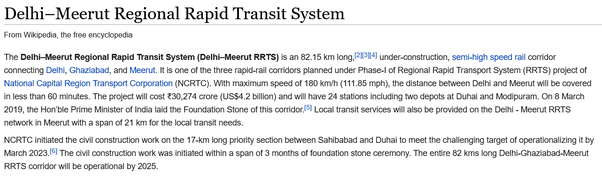 Delhi–Meerut Regional Rapid Transit System
From Wikipedia, the free encyclopedia
The Delhi–Meerut Regional Rapid Transit System (Delhi–Meerut RRTS) is an 82.15 km long,[2][3][4] under-construction, semi-high speed rail corridor
connecting Delhi, Ghaziabad, and Meerut. It is one of the three rapid-rail corridors planned under Phase-I of Regional Rapid Transport System (RRTS) project of
National Capital Region Transport Corporation (NCRTC). With maximum speed of 180 km/h (111.85 mph), the distance between Delhi and Meerut will be covered
in less than 60 minutes. The project will cost ₹30,274 crore (US$4.2 billion) and will have 24 stations including two depots at Duhai and Modipuram. On 8 March
2019, the Hon'ble Prime Minister of India laid the Foundation Stone of this corridor.[5] Local transit services will also be provided on the Delhi - Meerut RRTS
network in Meerut with a span of 21 km for the local transit needs.
NCRTC initiated the civil construction work on the 17-km long priority section between Sahibabad and Duhai to meet the challenging target of operationalizing it by
March 2023.[6] The civil construction work was initiated within a span of 3 months of foundation stone ceremony. The entire 82 kms long Delhi-Ghaziabad-Meerut
RRTS corridor will be operational by 2025.